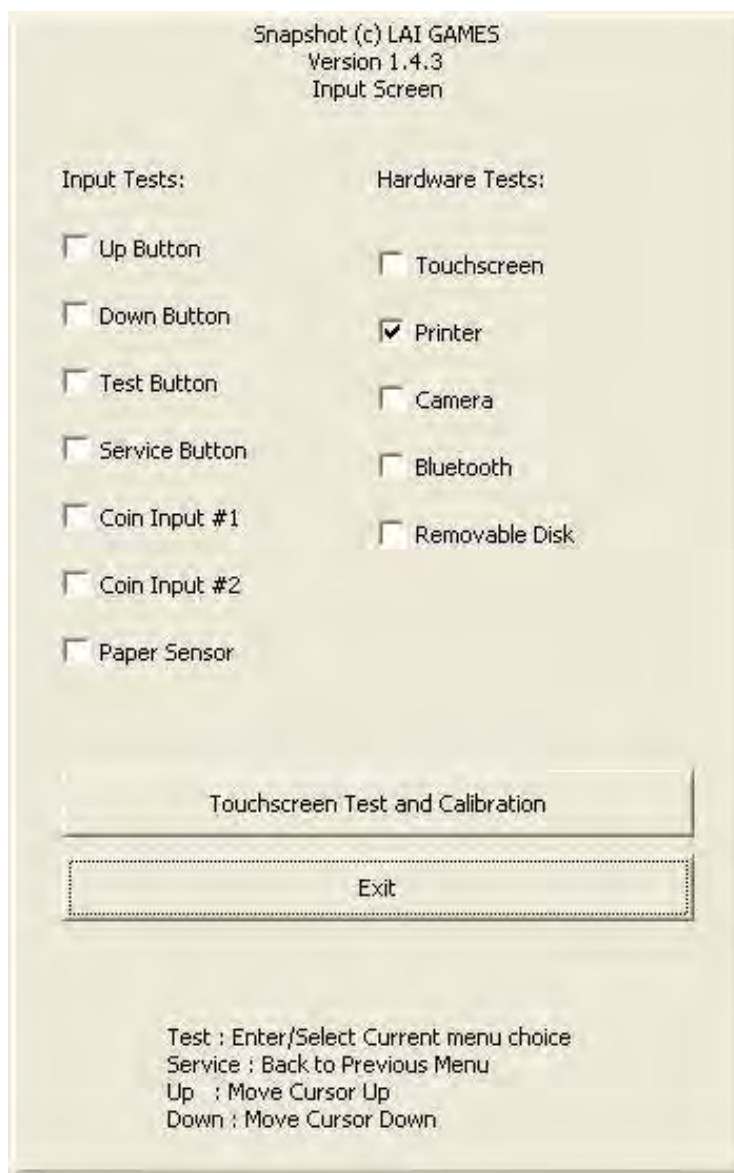 Snapshot (c) LAI GAMES
Version 1.4.3
Input Screen
Input Tests:
Up Button
Down Button
Test Button
Service Button
Coin Input #1
Coin Input #2
Paper Sensor
Hardware Tests:
Touchscreen
Printer
Camera
Bluetooth
Removable Disk
Touchscreen Test and Calibration
Exit
Test : Enter/Select Current menu choice
Service : Back to Previous Menu
Up : Move Cursor Up
Down : Move Cursor Down